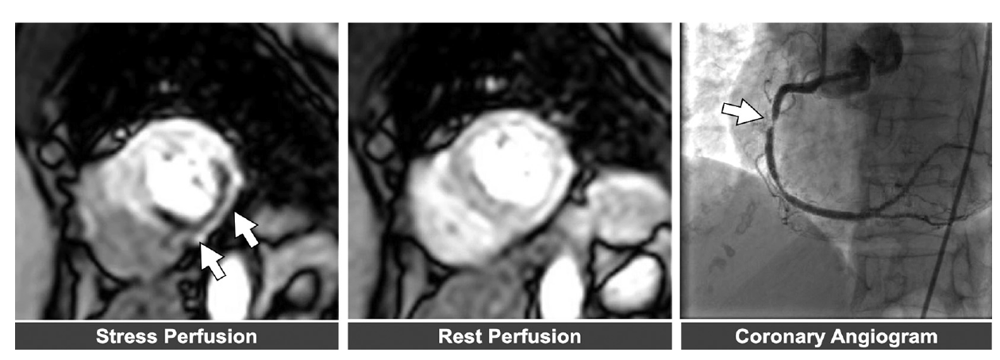 Stress Perfusion
Rest Perfusion
Coronary Angiogram